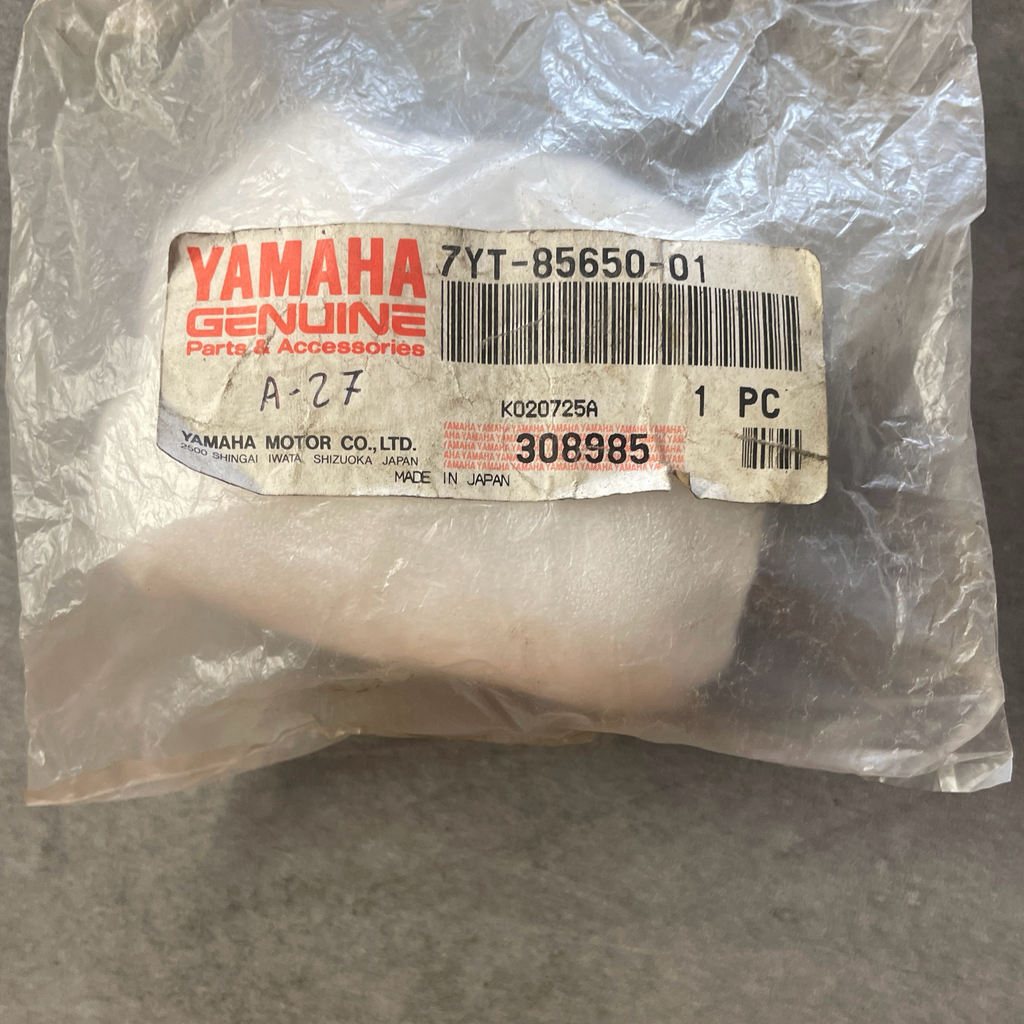 YAMAHA
GENUINE
Parts & Accessories
7YT-85650-01
A-27
K020725A
1 PC
308985
YAMAHA MOTOR CO.,LTD.
2500 SHINGAI IWATA SHIZUOKA JAPAN
MADE IN JAPAN